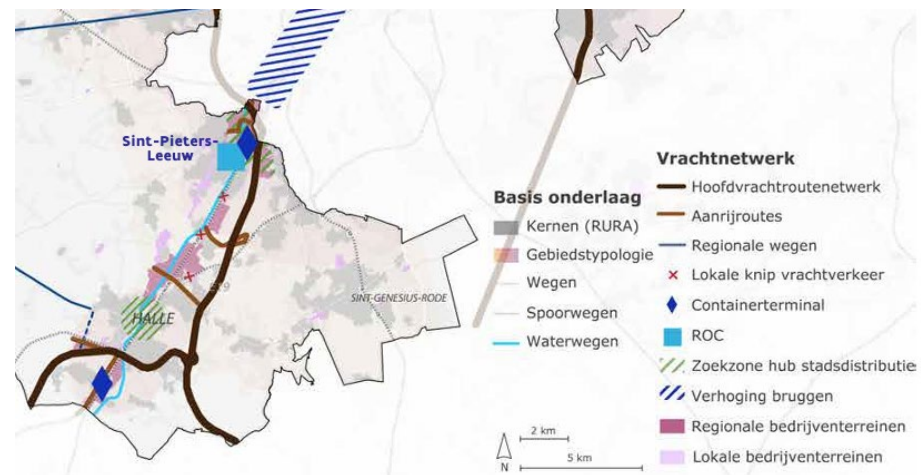 Sint-Pieters-
Leeuw
HALLE
E19
SINT-GENESIUS-RODE
Basis onderlaag
Kernen (RURA)
Gebiedstypologie
Wegen
Spoorwegen
Waterwegen
N
2 km
5 km
Vrachtnetwerk
Hoofdvrachtroutenetwerk
Aanrijroutes
Regionale wegen
Lokale knip vrachtverkeer
Containerterminal
ROC
Zoekzone hub stadsdistributie
Verhoging bruggen
Regionale bedrijventerreinen
Lokale bedrijventerreinen